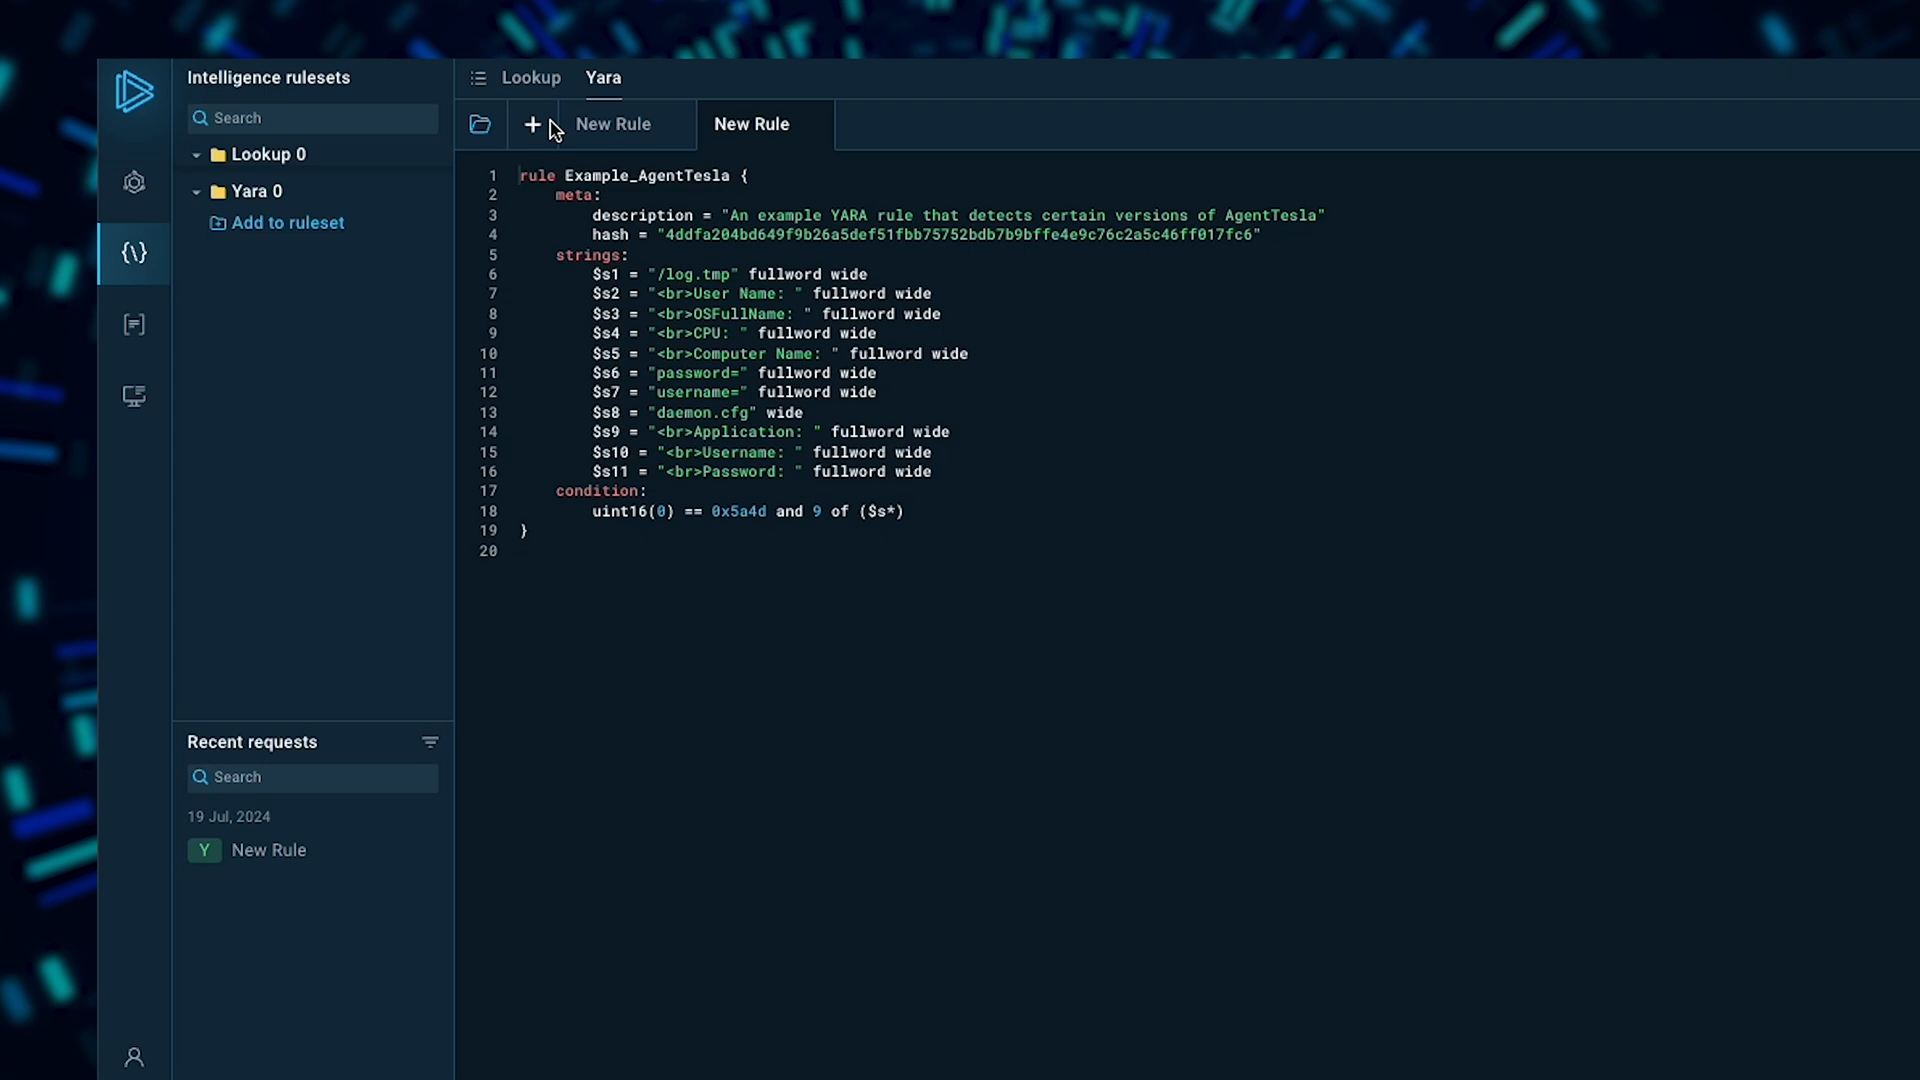 Intelligence rulesets
Search
Lookup 0
Yara 0
Add to ruleset
Recent requests
Search
19 Jul, 2024
Y New Rule
Lookup Yara
+ New Rule New Rule
1 rule Example_AgentTesla {
2 meta:
3 description = "An example YARA rule that detects certain versions of AgentTesla"
4 hash = "4ddfa204bd649f9b26a5def51fbb75752bdb7b9bffe4e9c76c2a5c46ff017fc6"
5 strings:
6 $s1 = "/log.tmp" fullword wide
7 $s2 = "<br>User Name: " fullword wide
8 $s3 = "<br>OSFullName: " fullword wide
9 $s4 = "<br>CPU: " fullword wide
10 $s5 = "<br>Computer Name: " fullword wide
11 $s6 = "password=" fullword wide
12 $s7 = "username=" fullword wide
13 $s8 = "daemon.cfg" wide
14 $s9 = "<br>Application: " fullword wide
15 $s10 = "<br>Username: " fullword wide
16 $s11 = "<br>Password: " fullword wide
17 condition:
18 uint16(0) == 0x5a4d and 9 of ($s*)
19 }
20